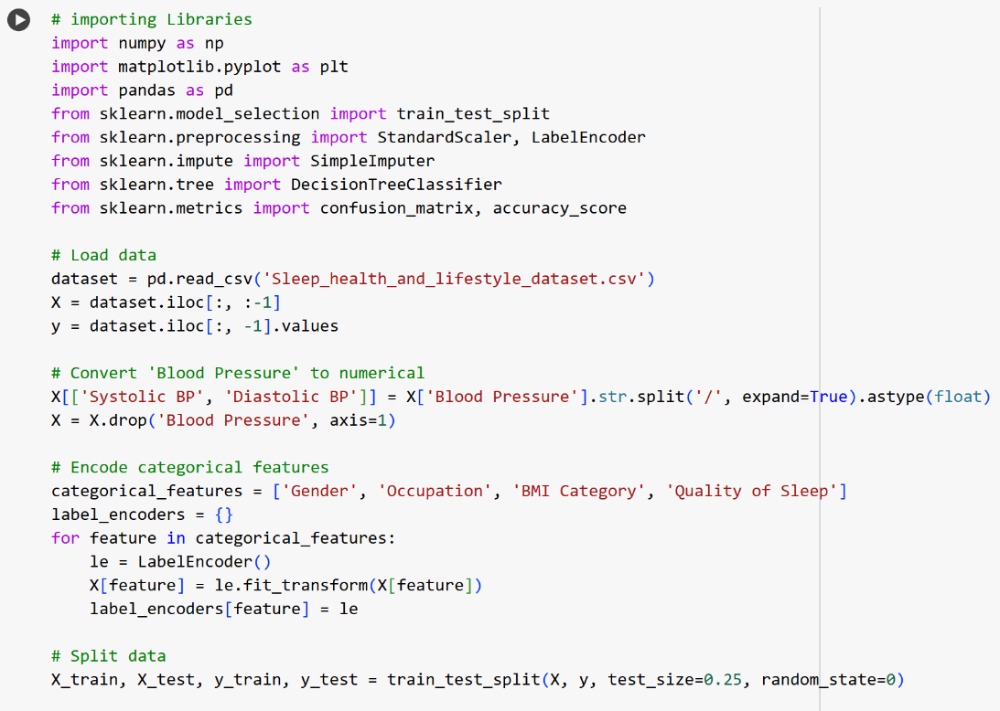 # importing Libraries
import numpy as np
import matplotlib.pyplot as plt
import pandas as pd
from sklearn.model_selection import train_test_split
from sklearn.preprocessing import StandardScaler, LabelEncoder
from sklearn.impute import SimpleImputer
from sklearn.tree import DecisionTreeClassifier
from sklearn.metrics import confusion_matrix, accuracy_score

# Load data
dataset = pd.read_csv('Sleep_health_and_lifestyle_dataset.csv')
X = dataset.iloc[:, :-1]
y = dataset.iloc[:, -1].values

# Convert 'Blood Pressure' to numerical
X[['Systolic BP', 'Diastolic BP']] = X['Blood Pressure'].str.split('/', expand=True).astype(float)
X = X.drop('Blood Pressure', axis=1)

# Encode categorical features
categorical_features = ['Gender', 'Occupation', 'BMI Category', 'Quality of Sleep']
label_encoders = {}
for feature in categorical_features:
    le = LabelEncoder()
    X[feature] = le.fit_transform(X[feature])
    label_encoders[feature] = le

# Split data
X_train, X_test, y_train, y_test = train_test_split(X, y, test_size=0.25, random_state=0)